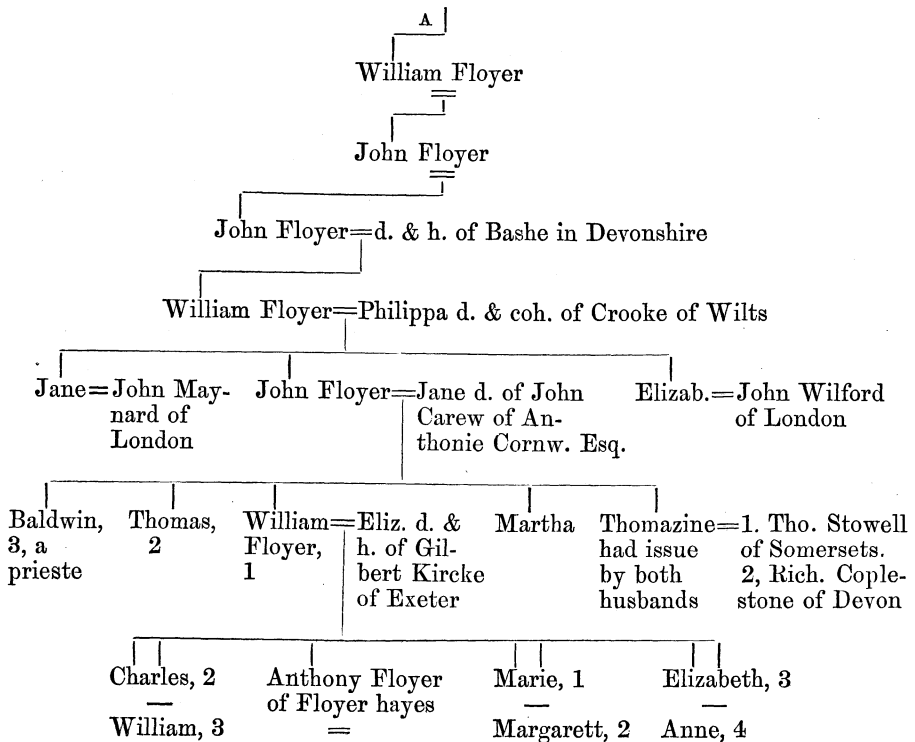 A
William Floyer
=
John Floyer
=
John Floyer=d. & h. of Bashe in Devonshire
William Floyer=Philippa d. & coh. of Crooke of Wilts
Jane=John May-
nard of
London
John Floyer=Jane d. of John
Carew of An-
thonie Cornw. Esq.
Elizab.=John Wilford
of London
Baldwin,
3, a
prieste
Thomas,
2
William=Eliz. d. &
Floyer, h. of Gil-
1 bert Kircke
of Exeter
Martha
Thomazine=1. Tho. Stowell
had issue of Somersets.
by both 2, Rich. Cople-
husbands stone of Devon
Charles, 2
—
William, 3
Anthony Floyer
of Floyer hayes
=
Marie, 1
—
Margarett, 2
Elizabeth, 3
—
Anne, 4